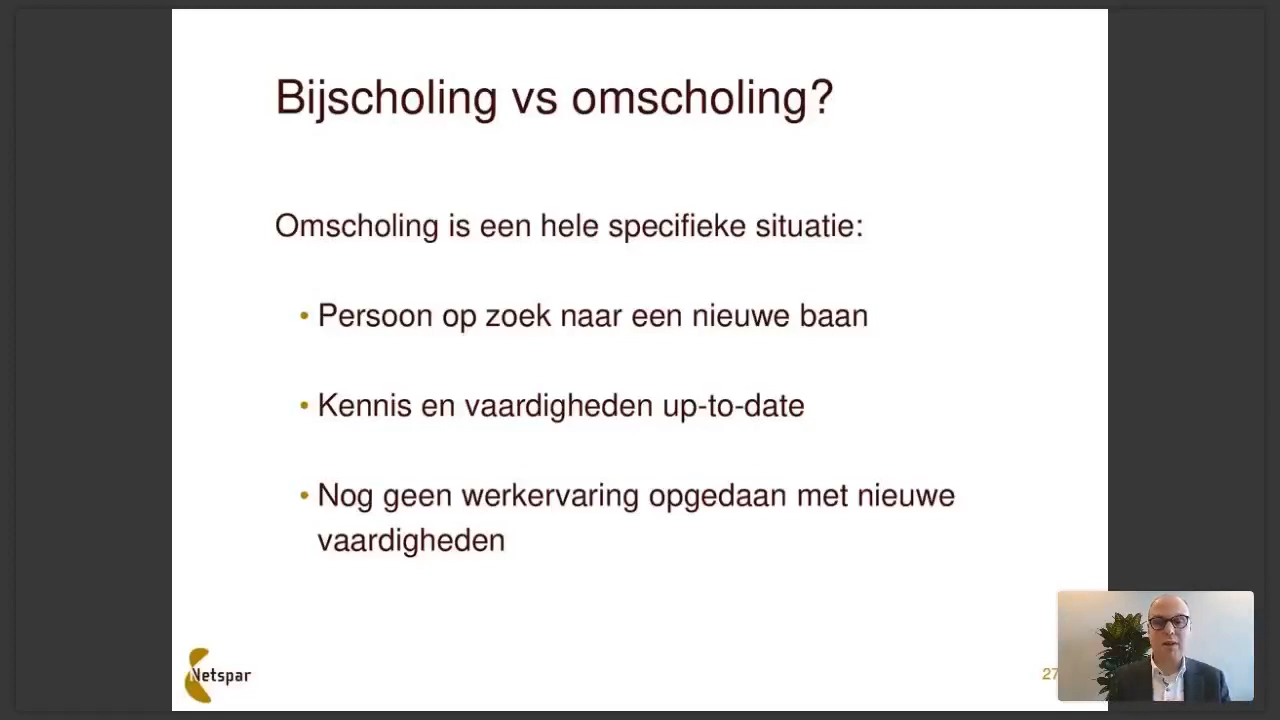 Bijscholing vs omscholing?
Omscholing is een hele specifieke situatie:
• Persoon op zoek naar een nieuwe baan
• Kennis en vaardigheden up-to-date
• Nog geen werkervaring opgedaan met nieuwe
vaardigheden
Netspar
27